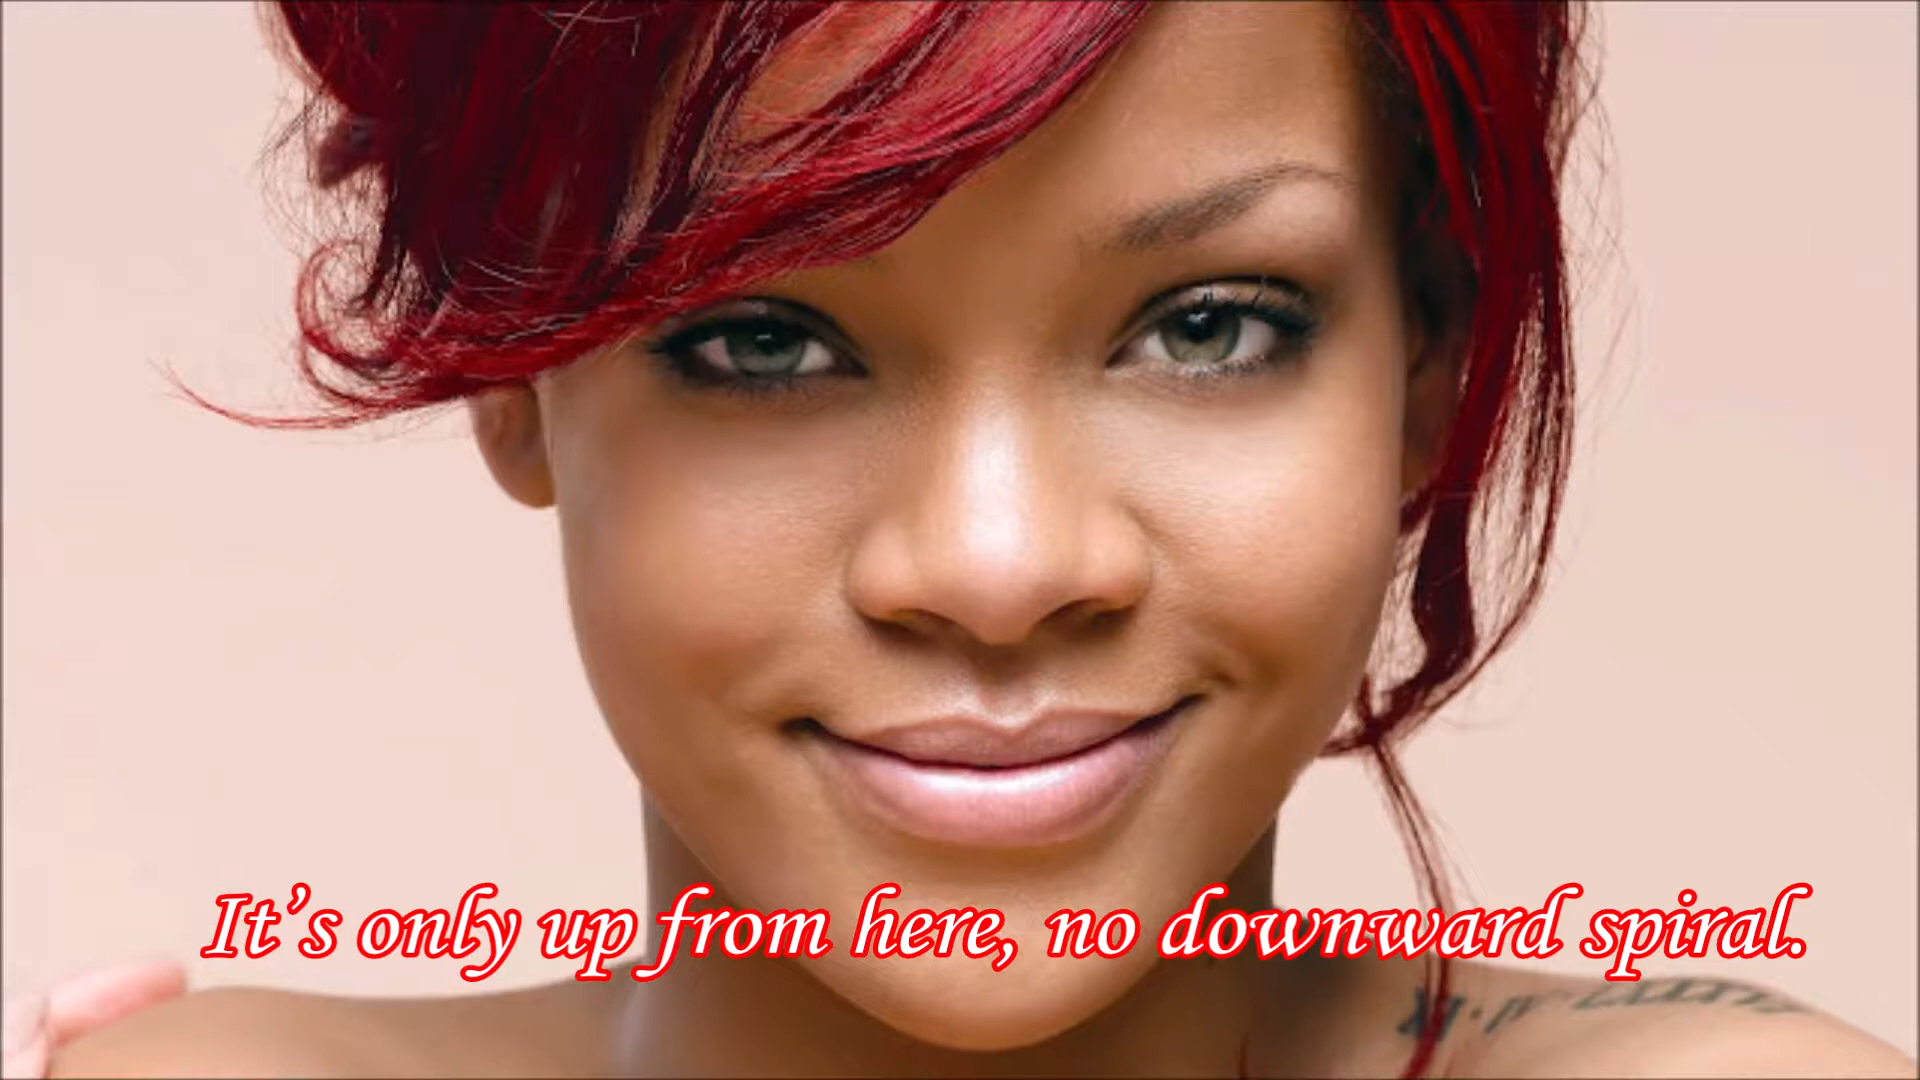 It’s only up from here, no downward spiral.